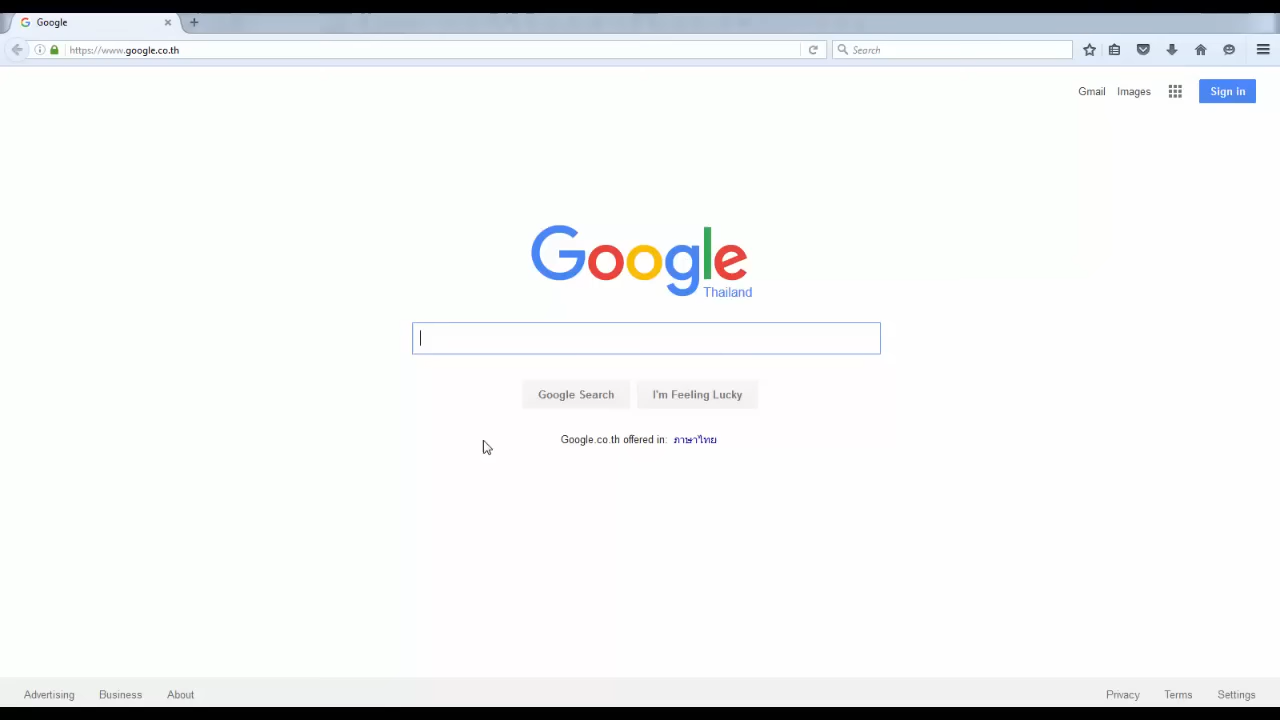 Google
https://www.google.co.th
Search
Gmail Images Sign in
Google
Thailand
Google Search I'm Feeling Lucky
Google.co.th offered in: ภาษาไทย
Advertising Business About Privacy Terms Settings